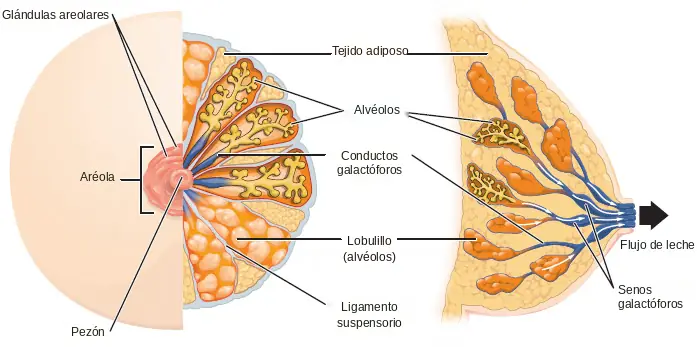 Glándulas areolares
Tejido adiposo
Alvéolos
Aréola
Conductos
galactóforos
Lobulillo
(alvéolos)
Flujo de leche
Senos
galactóforos
Ligamento
suspensorio
Pezón